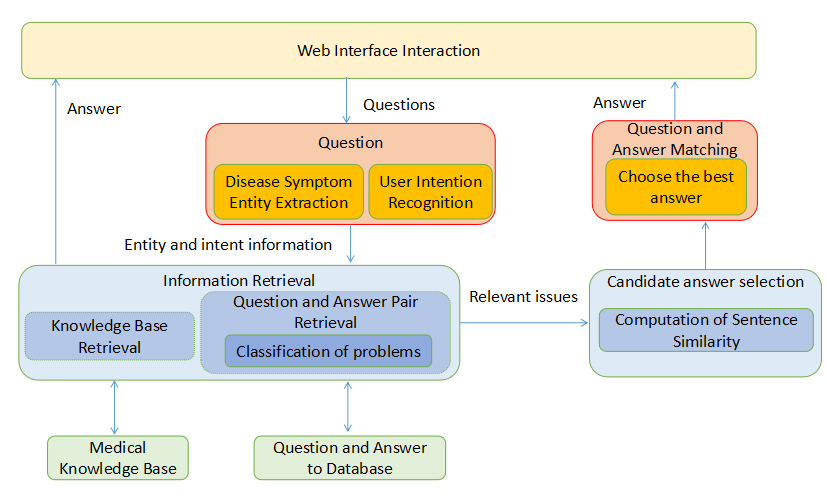 Web Interface Interaction
Answer
Questions
Answer
Question
Disease Symptom
Entity Extraction
User Intention
Recognition
Question and
Answer Matching
Choose the best
answer
Entity and intent information
Information Retrieval
Knowledge Base
Retrieval
Question and Answer Pair
Retrieval
Classification of problems
Relevant issues
Candidate answer selection
Computation of Sentence
Similarity
Medical
Knowledge Base
Question and Answer
to Database